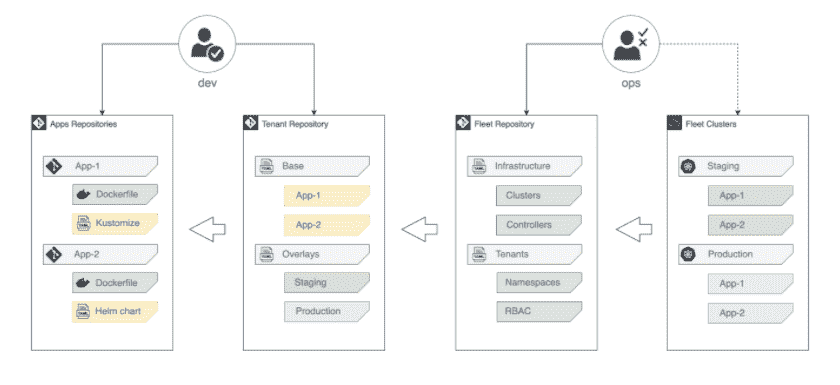 dev
ops
Apps Repositories
App-1
Dockerfile
Kustomize
App-2
Dockerfile
Helm chart
Tenant Repository
Base
App-1
App-2
Overlays
Staging
Production
Fleet Repository
Infrastructure
Clusters
Controllers
Tenants
Namespaces
RBAC
Fleet Clusters
Staging
App-1
App-2
Production
App-1
App-2